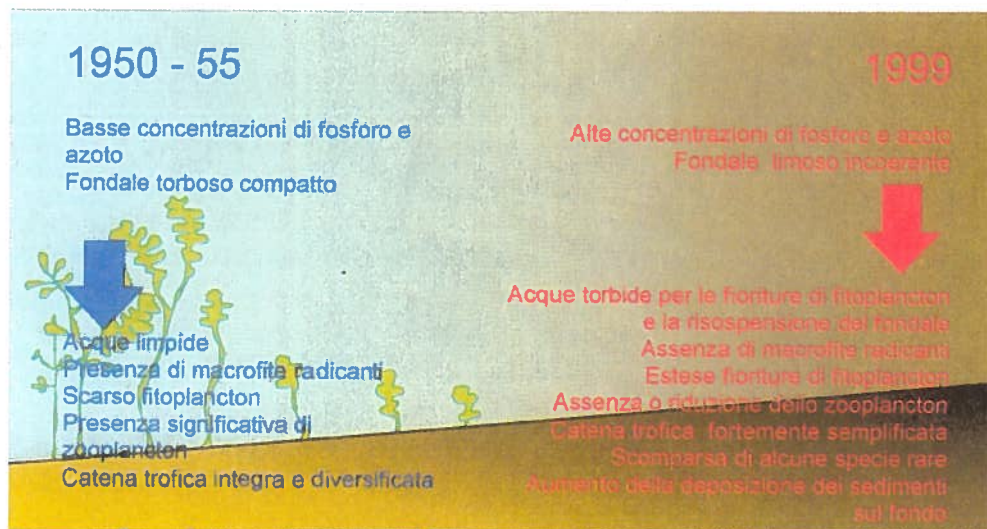 1950 - 55
Basse concentrazioni di fosforo e
azoto
Fondale torboso compatto
Acque limpide
Presenza di macrofite radicanti
Scarso fitoplancton
Presenza significativa di
zooplancton
Catena trofica integra e diversificata
1999
Alte concentrazioni di fosforo e azoto
Fondale limoso incoerente
Acque torbide per le fioriture di fitoplancton
e la risospensione del fondale
Assenza di macrofite radicanti
Estese fioriture di fitoplancton
Assenza o riduzione dello zooplancton
Catena trofica fortemente semplificata
Scomparsa di alcune specie rare
Aumento della deposizione dei sedimenti
sul fondo